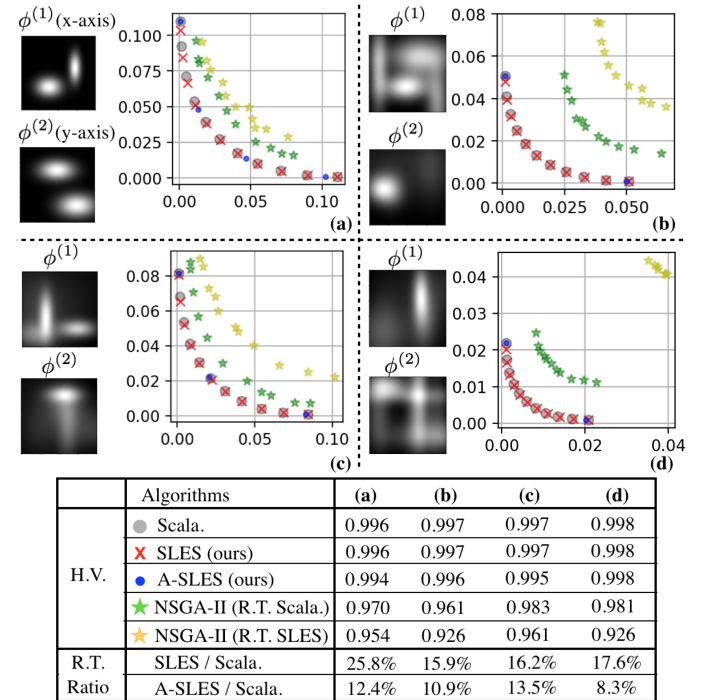 ϕ(1)(x-axis)
ϕ(2)(y-axis)
0.100
0.075
0.050
0.025
0.000
0.00 0.05 0.10
(a)
ϕ(1)
ϕ(2)
0.08
0.06
0.04
0.02
0.00
0.000 0.025 0.050
(b)
ϕ(1)
ϕ(2)
0.08
0.06
0.04
0.02
0.00
0.00 0.05 0.10
(c)
ϕ(1)
ϕ(2)
0.04
0.03
0.02
0.01
0.00
0.00 0.02 0.04
(d)
Algorithms (a) (b) (c) (d)
H.V.
Scala. 0.996 0.997 0.997 0.998
SLES (ours) 0.996 0.997 0.997 0.998
A-SLES (ours) 0.994 0.996 0.995 0.998
NSGA-II (R.T. Scala.) 0.970 0.961 0.983 0.981
NSGA-II (R.T. SLES) 0.954 0.926 0.961 0.926
R.T. SLES / Scala. 25.8% 15.9% 16.2% 17.6%
Ratio A-SLES / Scala. 12.4% 10.9% 13.5% 8.3%